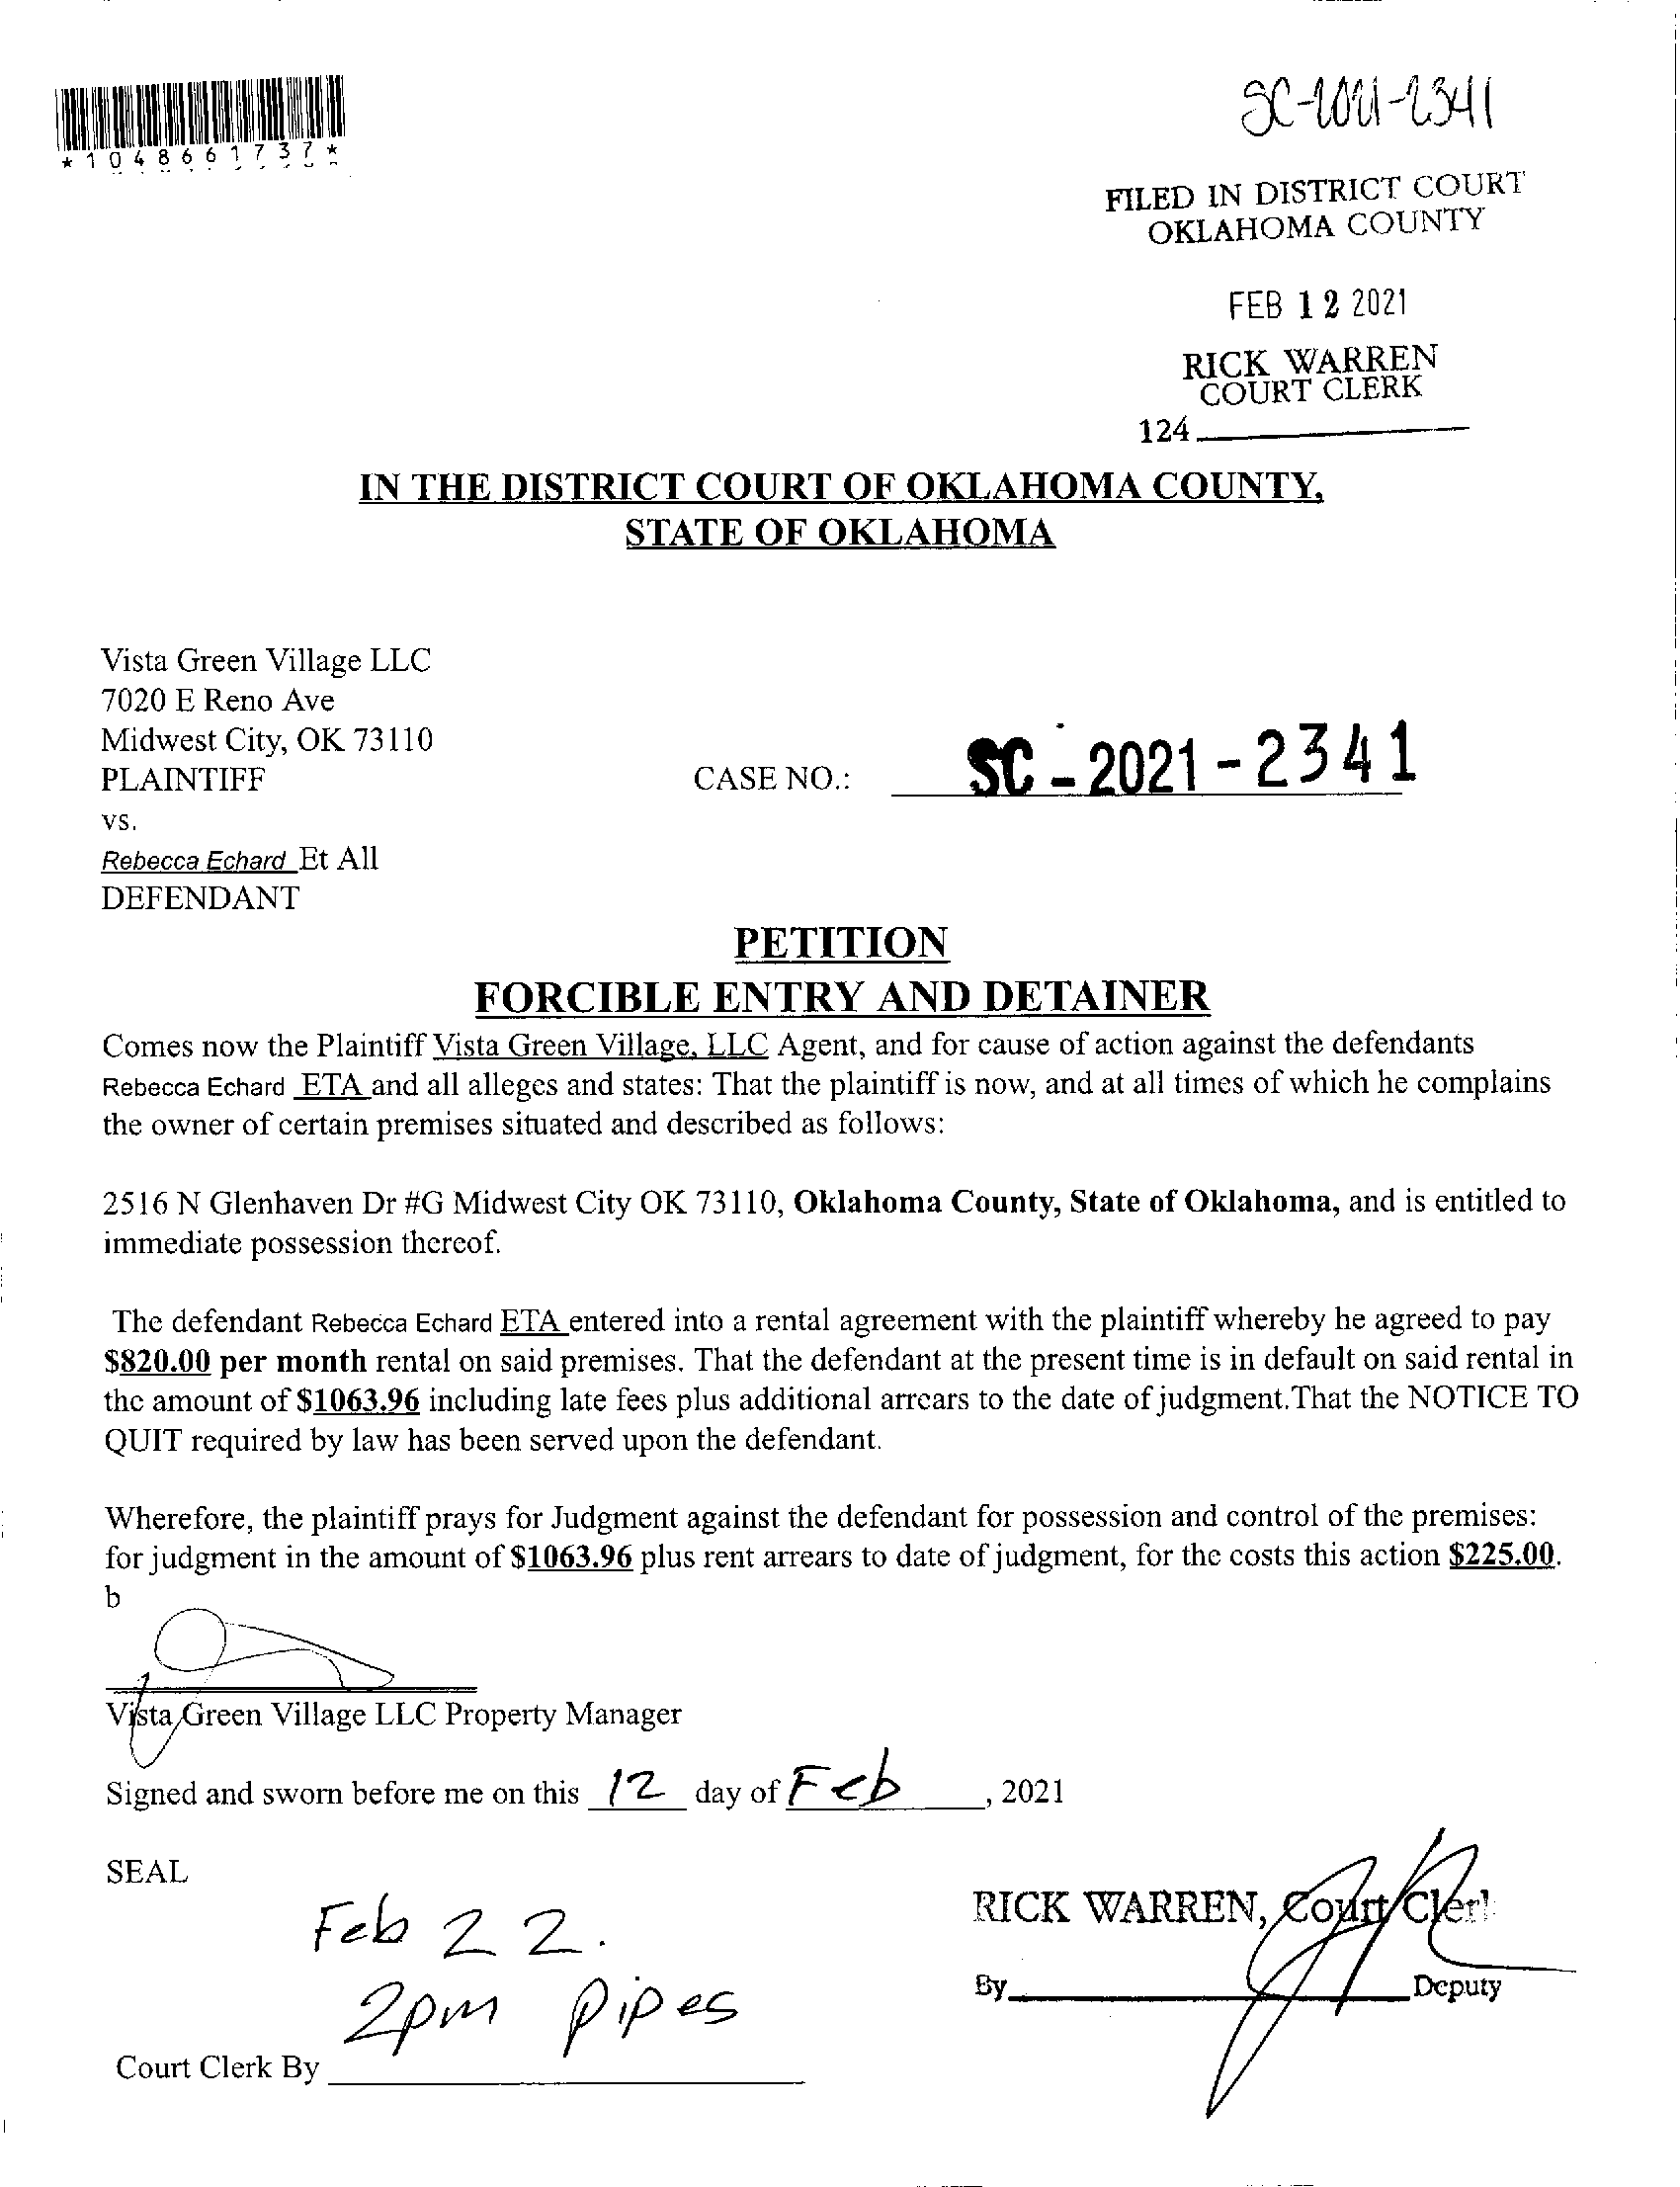 SC-2021-2341
*1048661737*
FILED IN DISTRICT COURT
OKLAHOMA COUNTY
FEB 12 2021
RICK WARREN
COURT CLERK
124
IN THE DISTRICT COURT OF OKLAHOMA COUNTY,
STATE OF OKLAHOMA
Vista Green Village LLC
7020 E Reno Ave
Midwest City, OK 73110
PLAINTIFF
CASE NO.: SC-2021-2341
vs.
Rebecca Echard Et All
DEFENDANT
PETITION
FORCIBLE ENTRY AND DETAINER
Comes now the Plaintiff Vista Green Village, LLC Agent, and for cause of action against the defendants
Rebecca Echard ETA and all alleges and states: That the plaintiff is now, and at all times of which he complains
the owner of certain premises situated and described as follows:
2516 N Glenhaven Dr #G Midwest City OK 73110, Oklahoma County, State of Oklahoma, and is entitled to
immediate possession thereof.
The defendant Rebecca Echard ETA entered into a rental agreement with the plaintiff whereby he agreed to pay
$820.00 per month rental on said premises. That the defendant at the present time is in default on said rental in
the amount of $1063.96 including late fees plus additional arrears to the date of judgment.That the NOTICE TO
QUIT required by law has been served upon the defendant.
Wherefore, the plaintiff prays for Judgment against the defendant for possession and control of the premises:
for judgment in the amount of $1063.96 plus rent arrears to date of judgment, for the costs this action $225.00.
b
Vista Green Village LLC Property Manager
Signed and sworn before me on this 12 day of Feb, 2021
SEAL
RICK WARREN, Court Clerk
Feb 22.
By Deputy
2pm Pipes
Court Clerk By